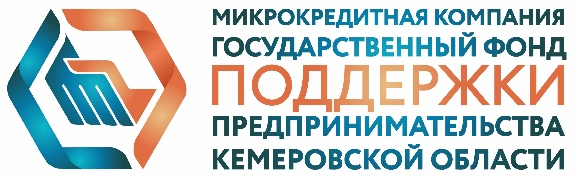 МИКРОКРЕДИТНАЯ КОМПАНИЯ
ГОСУДАРСТВЕННЫЙ ФОНД
ПОДДЕРЖКИ
ПРЕДПРИНИМАТЕЛЬСТВА
КЕМЕРОВСКОЙ ОБЛАСТИ